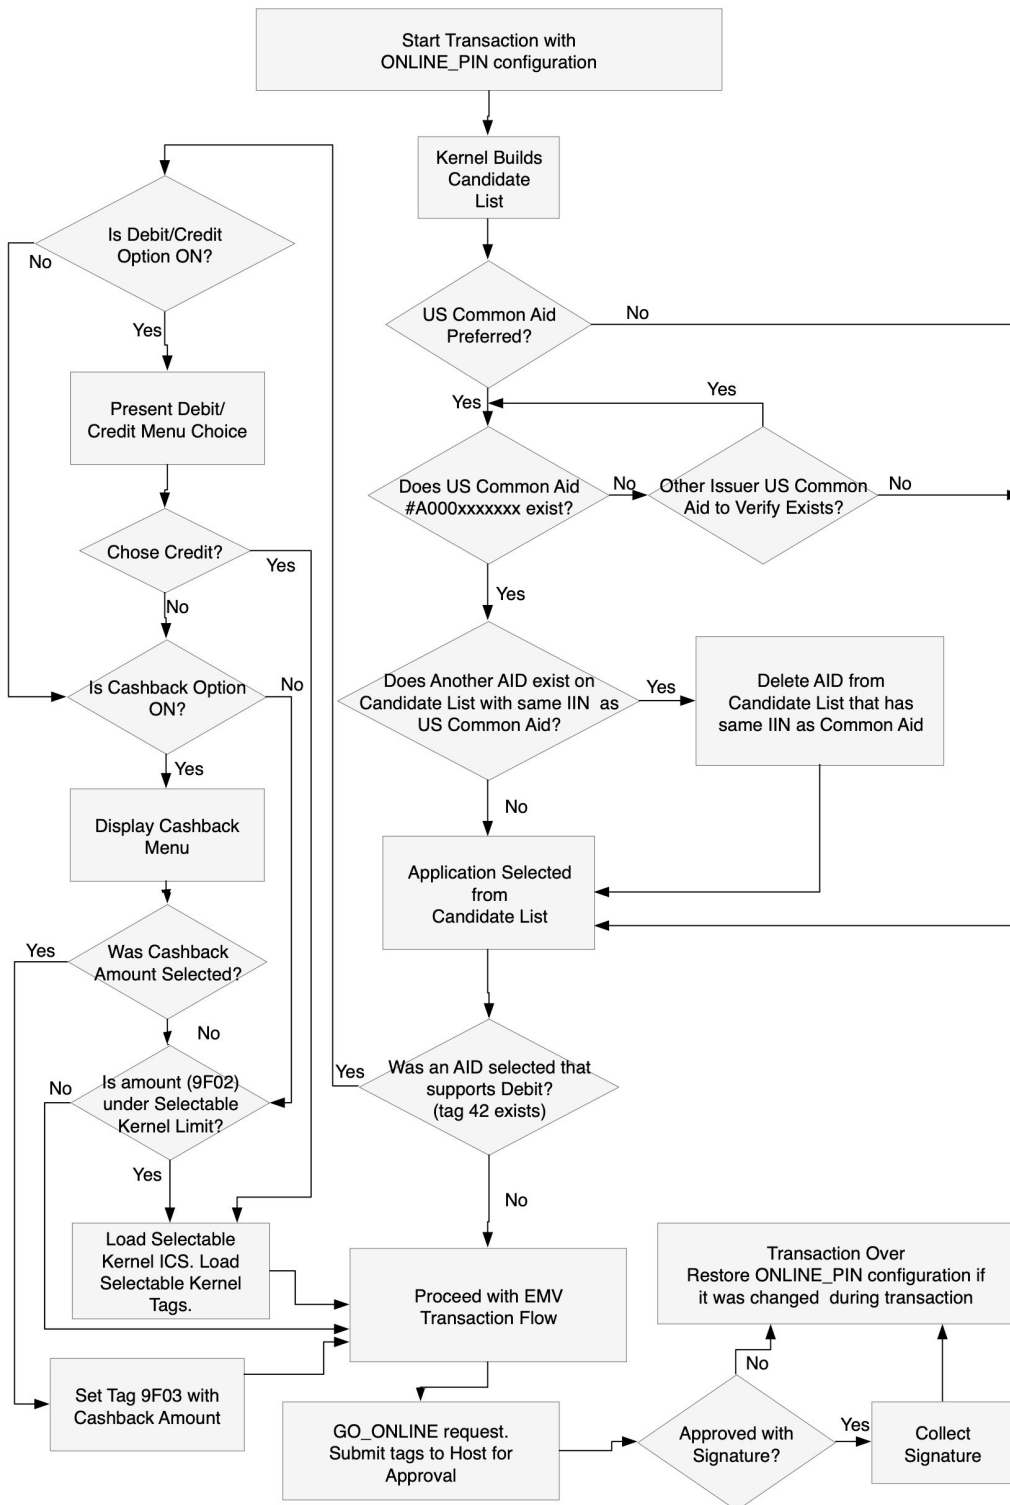 Start Transaction with
ONLINE_PIN configuration
Kernel Builds
Candidate
List
Is Debit/Credit
Option ON?
No
Yes
US Common Aid
Preferred?
No
Yes
Yes
Present Debit/
Credit Menu Choice
Does US Common Aid
#A000xxxxxxx exist?
No
Other Issuer US Common
Aid to Verify Exists?
No
Yes
Chose Credit?
Yes
No
Does Another AID exist on
Candidate List with same IIN as
US Common Aid?
Yes
No
Delete AID from
Candidate List that has
same IIN as Common Aid
Is Cashback Option
ON?
No
Yes
Display Cashback
Menu
Application Selected
from
Candidate List
Was Cashback
Amount Selected?
Yes
No
Was an AID selected that
supports Debit?
(tag 42 exists)
Yes
No
Is amount (9F02)
under Selectable
Kernel Limit?
No
Yes
Load Selectable
Kernel ICS. Load
Selectable Kernel
Tags.
Proceed with EMV
Transaction Flow
Transaction Over
Restore ONLINE_PIN configuration if
it was changed during transaction
Set Tag 9F03 with
Cashback Amount
GO_ONLINE request.
Submit tags to Host for
Approval
Approved with
Signature?
No
Yes
Collect
Signature